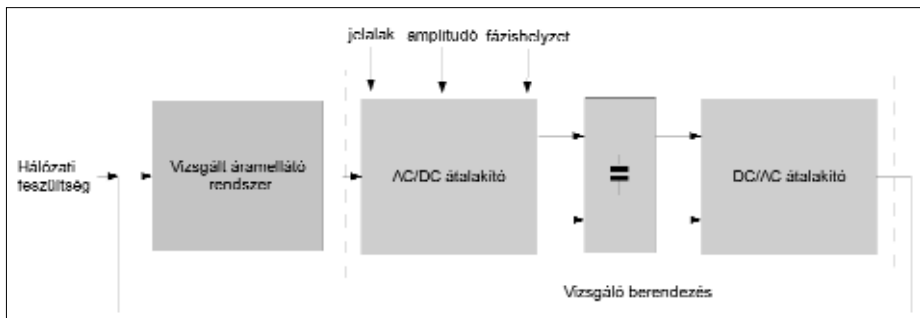 jelalak amplitudó fázishelyzet
Hálózati
feszültség
Vizsgált áramellátó
rendszer
AC/DC átalakító
DC/AC átalakító
Vizsgáló berendezés